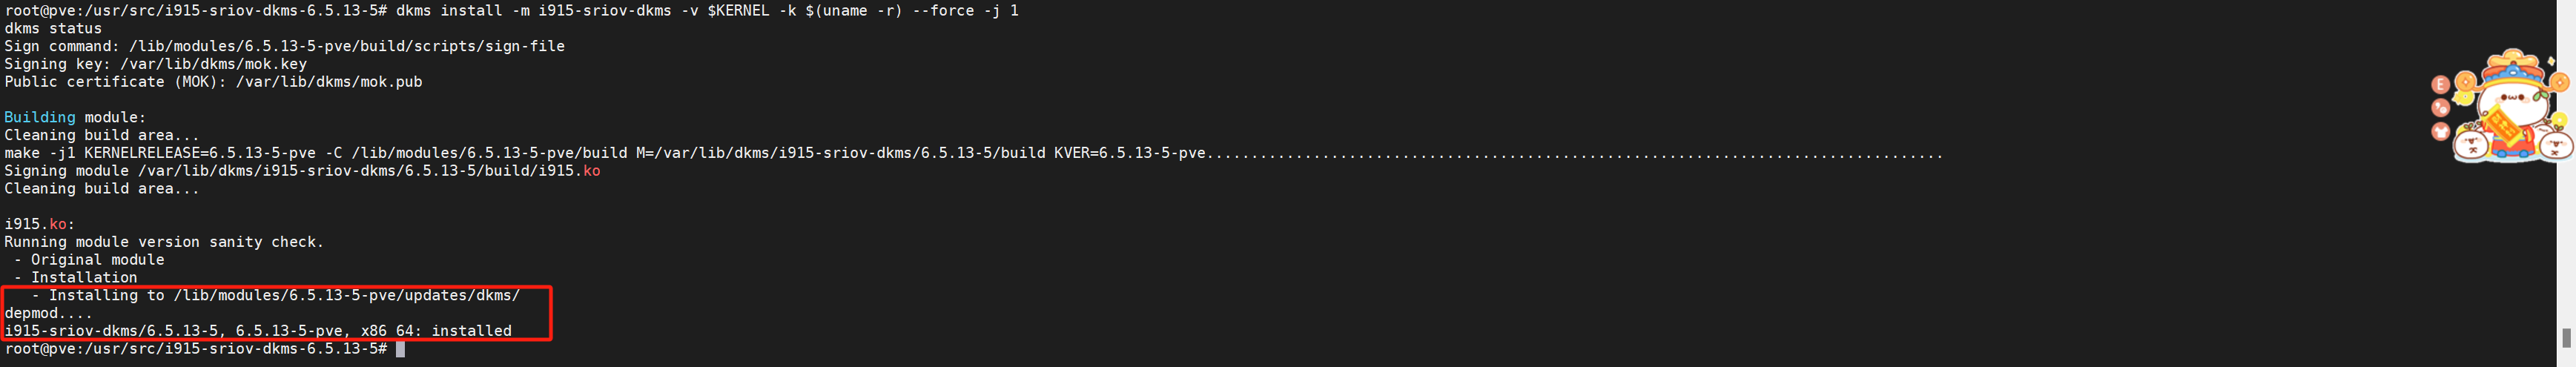 root@pve:/usr/src/i915-sriov-dkms-6.5.13-5# dkms install -m i915-sriov-dkms -v $KERNEL -k $(uname -r) --force -j 1
dkms status
Sign command: /lib/modules/6.5.13-5-pve/build/scripts/sign-file
Signing key: /var/lib/dkms/mok.key
Public certificate (MOK): /var/lib/dkms/mok.pub
Building module:
Cleaning build area...
make -j1 KERNELRELEASE=6.5.13-5-pve -C /lib/modules/6.5.13-5-pve/build M=/var/lib/dkms/i915-sriov-dkms/6.5.13-5/build KVER=6.5.13-5-pve...................................................................................
Signing module /var/lib/dkms/i915-sriov-dkms/6.5.13-5/build/i915.ko
Cleaning build area...
i915.ko:
Running module version sanity check.
- Original module
- Installation
- Installing to /lib/modules/6.5.13-5-pve/updates/dkms/
depmod....
i915-sriov-dkms/6.5.13-5, 6.5.13-5-pve, x86_64: installed
root@pve:/usr/src/i915-sriov-dkms-6.5.13-5#
E